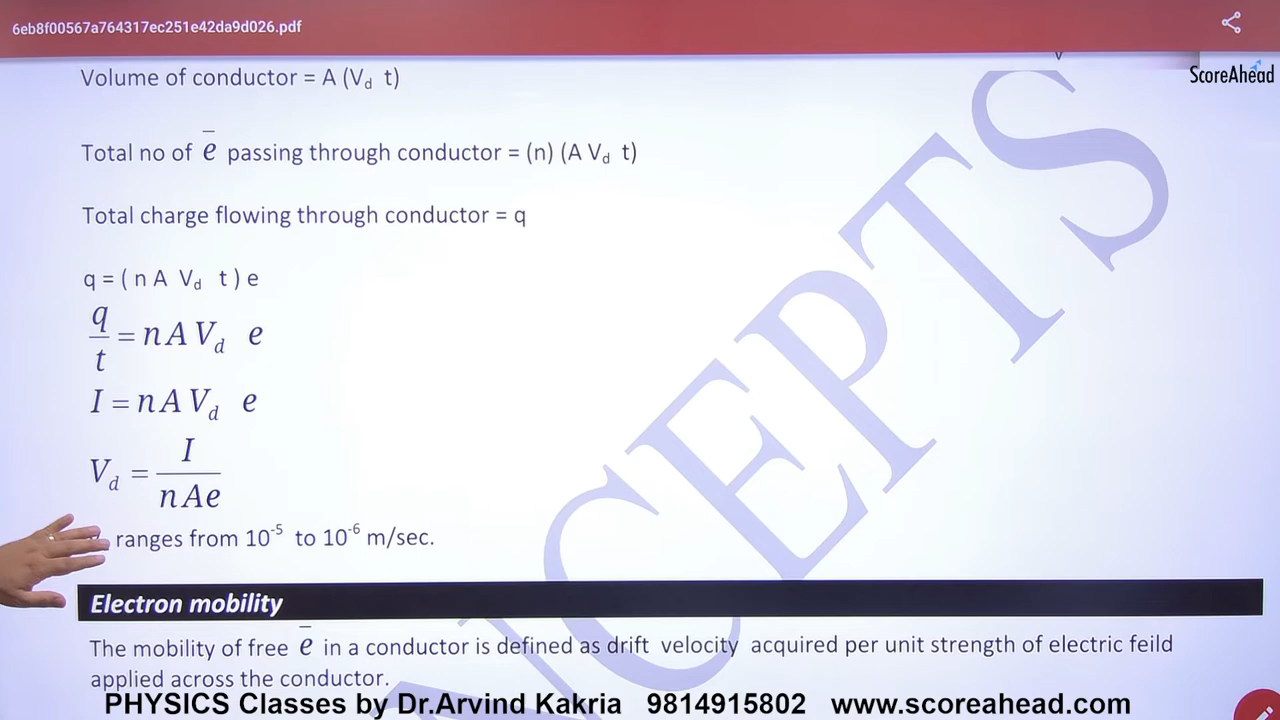 6eb8f00567a764317ec251e42da9d026.pdf
ScoreAhead
Volume of conductor = A (Vd t)
Total no of e̅ passing through conductor = (n) (A Vd t)
Total charge flowing through conductor = q
q = ( n A Vd t ) e
q/t = n A Vd e
I = n A Vd e
Vd = I/nAe
ranges from 10⁻⁵ to 10⁻⁶ m/sec.
Electron mobility
The mobility of free e̅ in a conductor is defined as drift velocity acquired per unit strength of electric feild
applied across the conductor.
PHYSICS Classes by Dr.Arvind Kakria 9814915802 www.scoreahead.com
NCEPTS